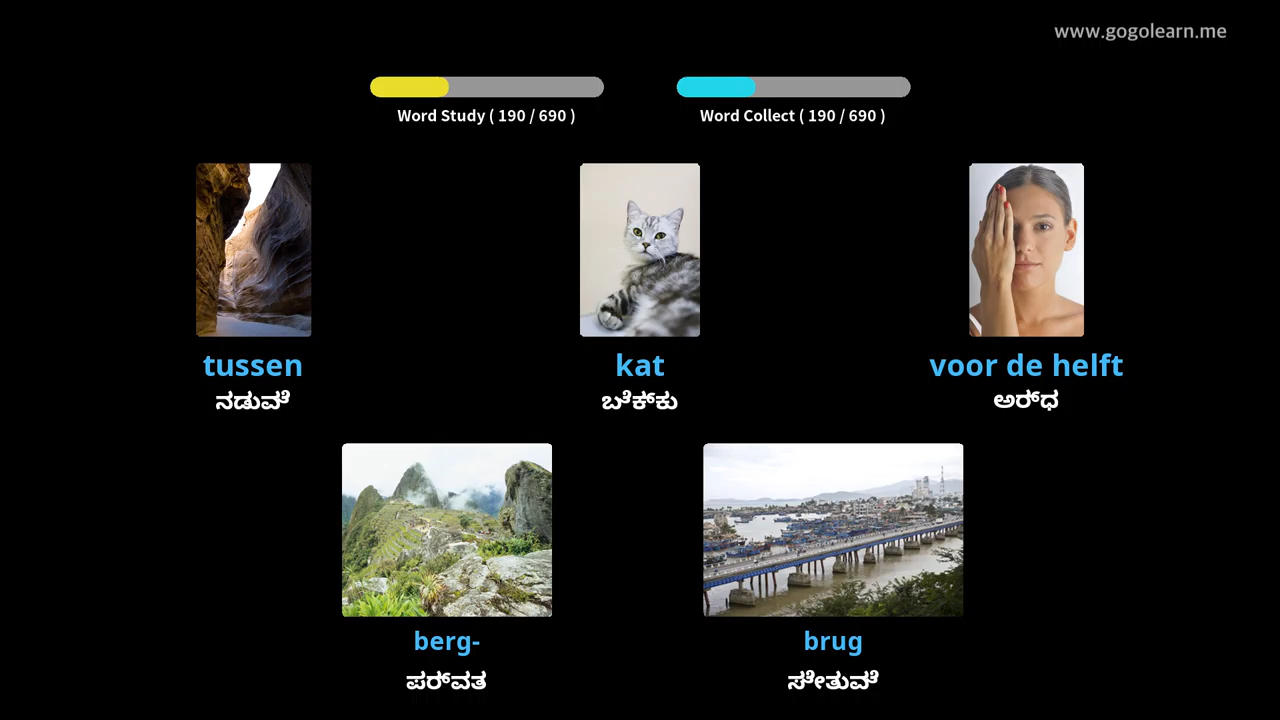 www.gogolearn.me
Word Study ( 190 / 690 )
Word Collect ( 190 / 690 )
tussen
ನಡುವೆ
kat
ಬೆಕ್ಕು
voor de helft
ಅರ್ಧ
berg-
ಪರ್ವತ
brug
ಸೇತುವೆ